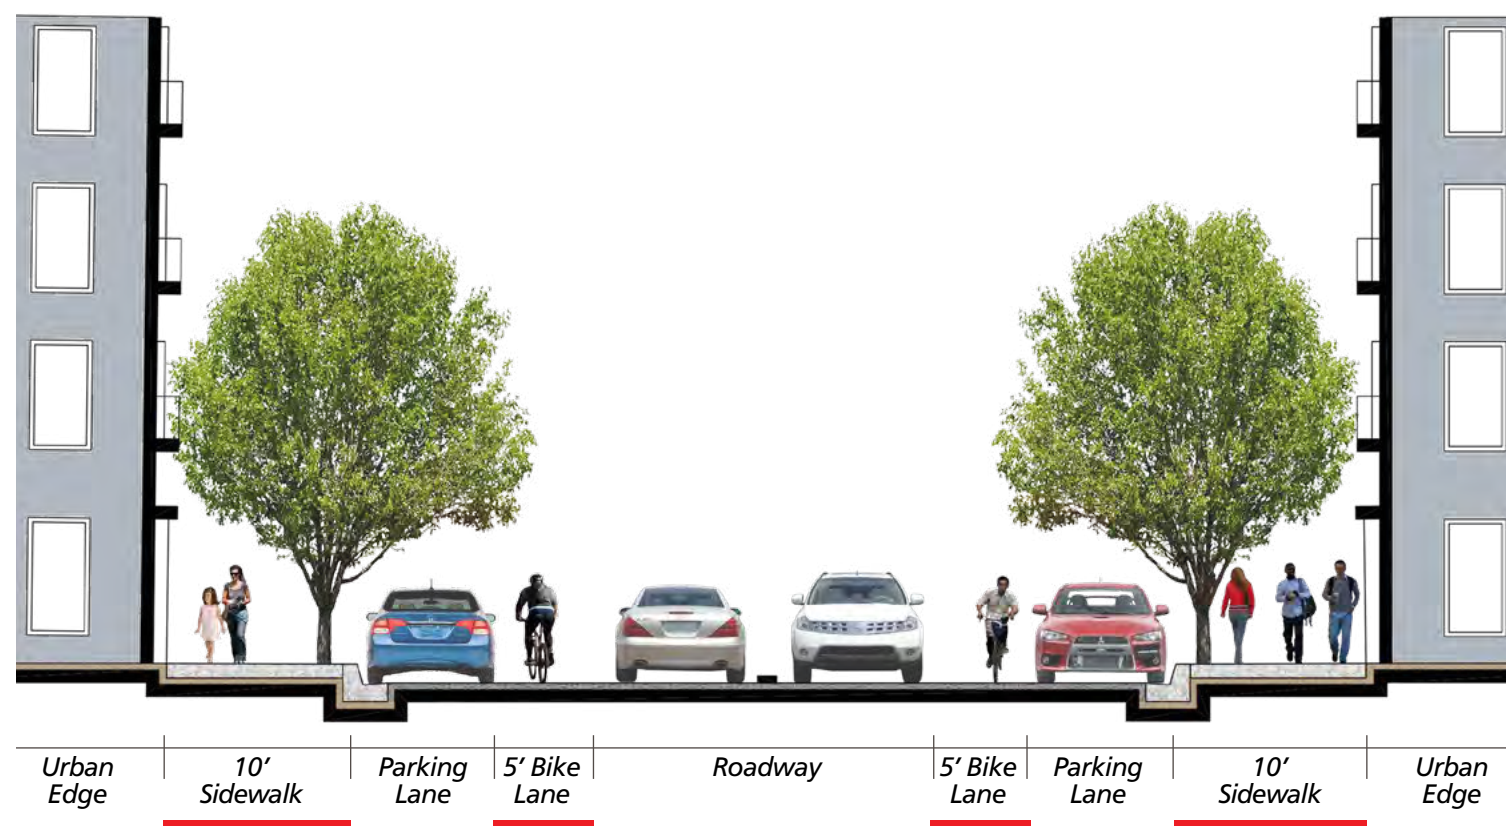 Urban
Edge
10’
Sidewalk
Parking
Lane
5’ Bike
Lane
Roadway
5’ Bike
Lane
Parking
Lane
10’
Sidewalk
Urban
Edge